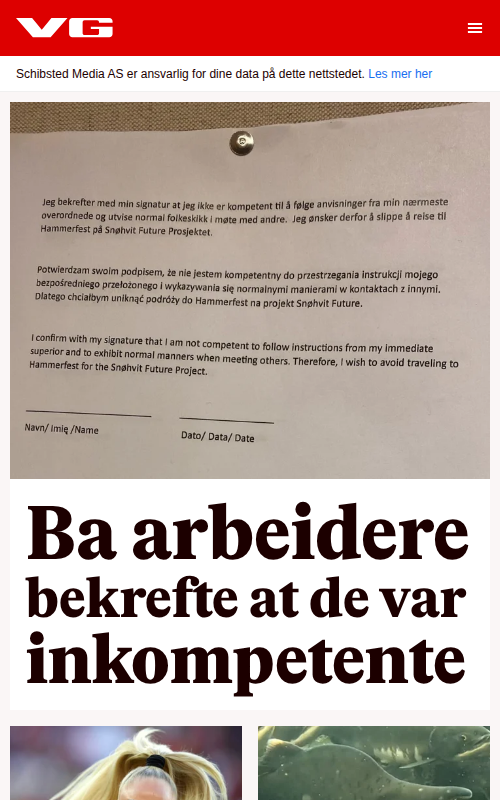 VG
Schibsted Media AS er ansvarlig for dine data på dette nettstedet. Les mer her
Jeg bekrefter med min signatur at jeg ikke er kompetent til å følge anvisninger fra min nærmeste
overordnede og utvise normal folkeskikk i møte med andre. Jeg ønsker derfor å slippe å reise til
Hammerfest på Snøhvit Future Prosjektet.
Potwierdzam swoim podpisem, że nie jestem kompetentny do przestrzegania instrukcji mojego
bezpośredniego przełożonego i wykazywania się normalnymi manierami w kontaktach z innymi.
Dlatego chciałbym uniknąć podróży do Hammerfest na projekt Snøhvit Future.
I confirm with my signature that I am not competent to follow instructions from my immediate
superior and to exhibit normal manners when meeting others. Therefore, I wish to avoid traveling to
Hammerfest for the Snøhvit Future Project.
Navn/ Imię /Name
Dato/ Data/ Date
Ba arbeidere
bekrefte at de var
inkompetente